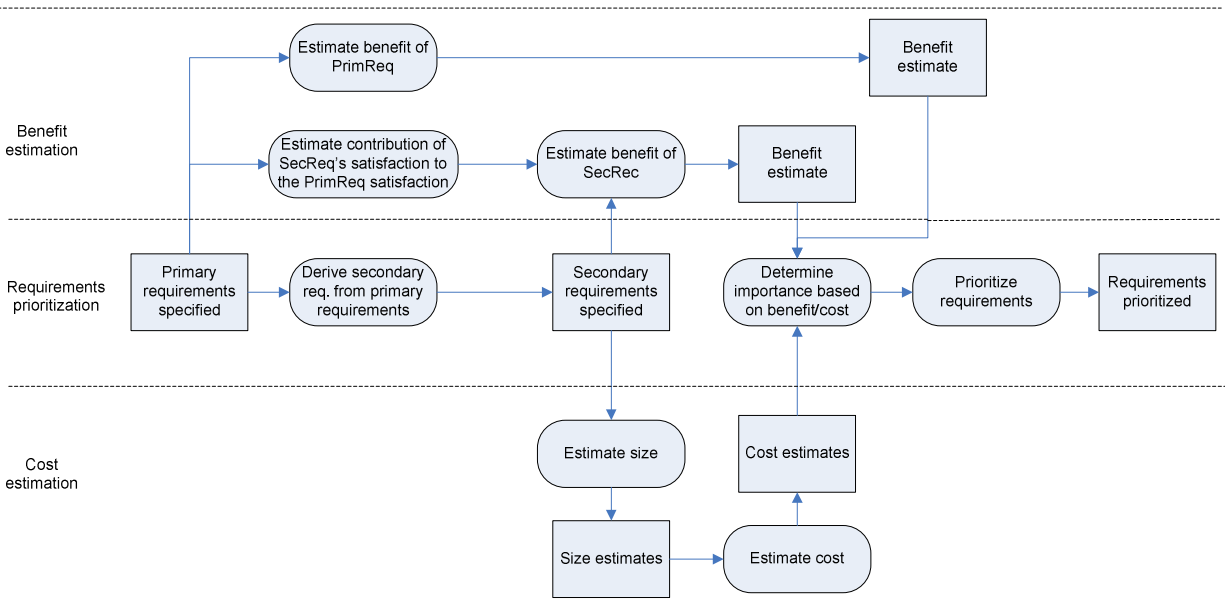 Estimate benefit of
PrimReq
Benefit
estimate
Benefit
estimation
Estimate contribution of
SecReq's satisfaction to
the PrimReq satisfaction
Estimate benefit of
SecRec
Benefit
estimate
Requirements
prioritization
Primary
requirements
specified
Derive secondary
req. from primary
requirements
Secondary
requirements
specified
Determine
importance based
on benefit/cost
Prioritize
requirements
Requirements
prioritized
Cost
estimation
Estimate size
Cost estimates
Size estimates
Estimate cost